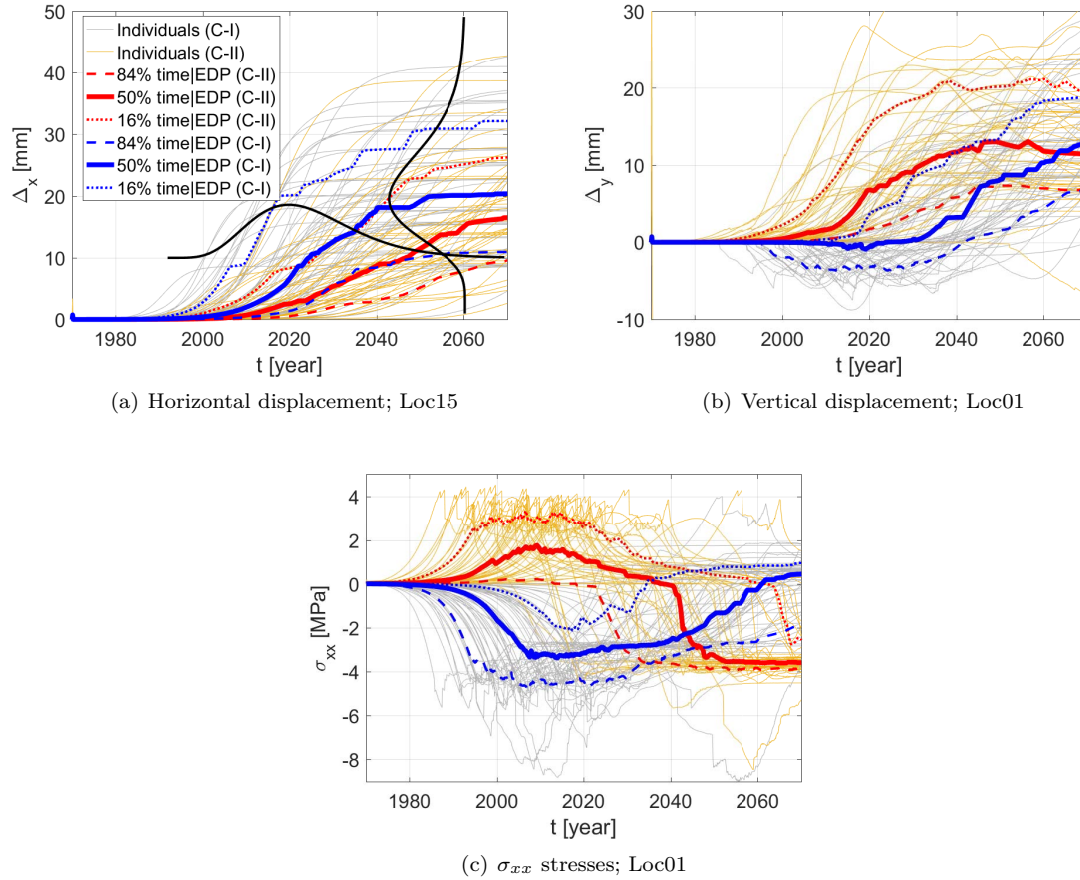 Individuals (C-I)
Individuals (C-II)
84% time|EDP (C-II)
50% time|EDP (C-II)
16% time|EDP (C-II)
84% time|EDP (C-I)
50% time|EDP (C-I)
16% time|EDP (C-I)
50
40
30
20
10
0
Δx [mm]
1980 2000 2020 2040 2060
t [year]
(a) Horizontal displacement; Loc15
30
20
10
0
-10
Δy [mm]
1980 2000 2020 2040 2060
t [year]
(b) Vertical displacement; Loc01
4
2
0
-2
-4
-6
-8
σxx [MPa]
1980 2000 2020 2040 2060
t [year]
(c) σxx stresses; Loc01